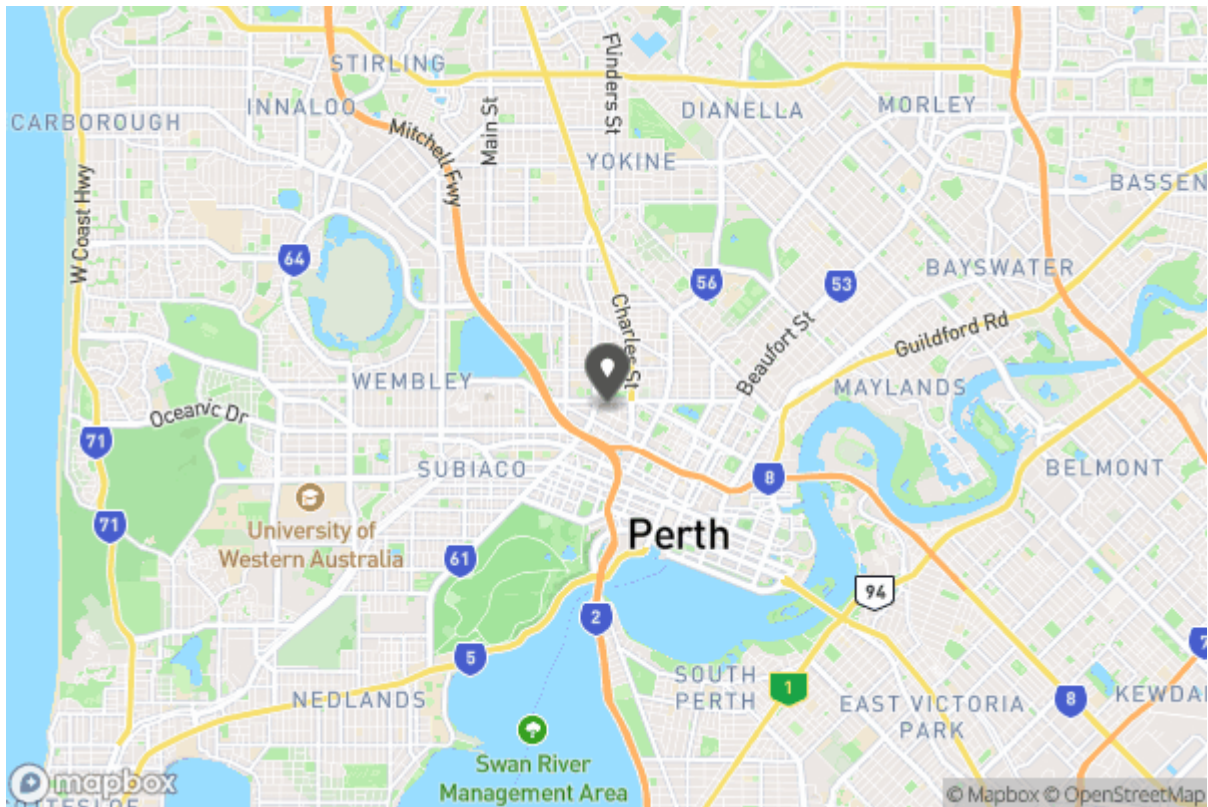 STIRLING
INNALOO
CARBOROUGH
Main St
Mitchell Fwy
Flinders St
DIANELLA
MORLEY
YOKINE
BASSEN
W Coast Hwy
64
56
53
BAYSWATER
Charles St
Beaufort St
Guildford Rd
WEMBLEY
MAYLANDS
Oceanic Dr
71
SUBIACO
8
BELMONT
University of
Western Australia
71
Perth
61
94
2
5
SOUTH
PERTH
1
NEDLANDS
EAST VICTORIA
PARK
8
KEWDA
7
Swan River
Management Area
mapbox
© Mapbox © OpenStreetMap